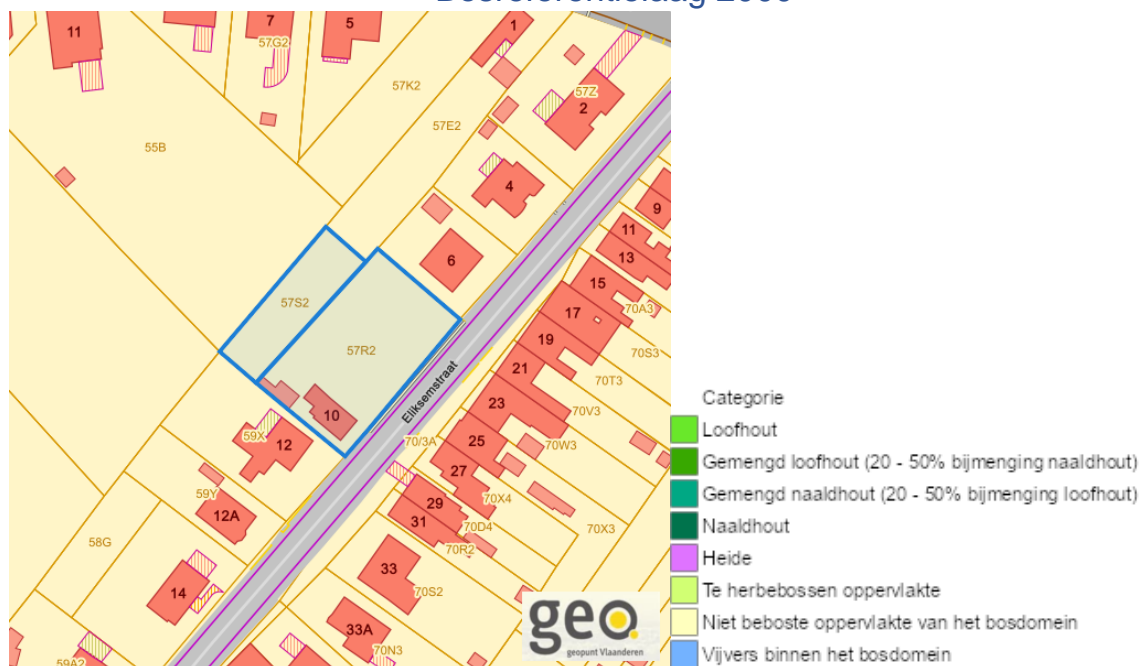 11
7
5
1
57G2
57K2
57Z
2
57E2
55B
4
9
11
6
13
15
57S2
17
70A3
57R2
19
70S3
21
70T3
Eliksemstraat
23
70V3
10
59X
12
70/3A
25
70W3
27
59Y
29
70X4
12A
31
70D4
70X3
58G
70R2
33
14
70S2
33A
70N3
59A2
geo.
geopunt Vlaanderen
Categorie
Loofhout
Gemengd loofhout (20 - 50% bijmenging naaldhout)
Gemengd naaldhout (20 - 50% bijmenging loofhout)
Naaldhout
Heide
Te herbebossen oppervlakte
Niet beboste oppervlakte van het bosdomein
Vijvers binnen het bosdomein